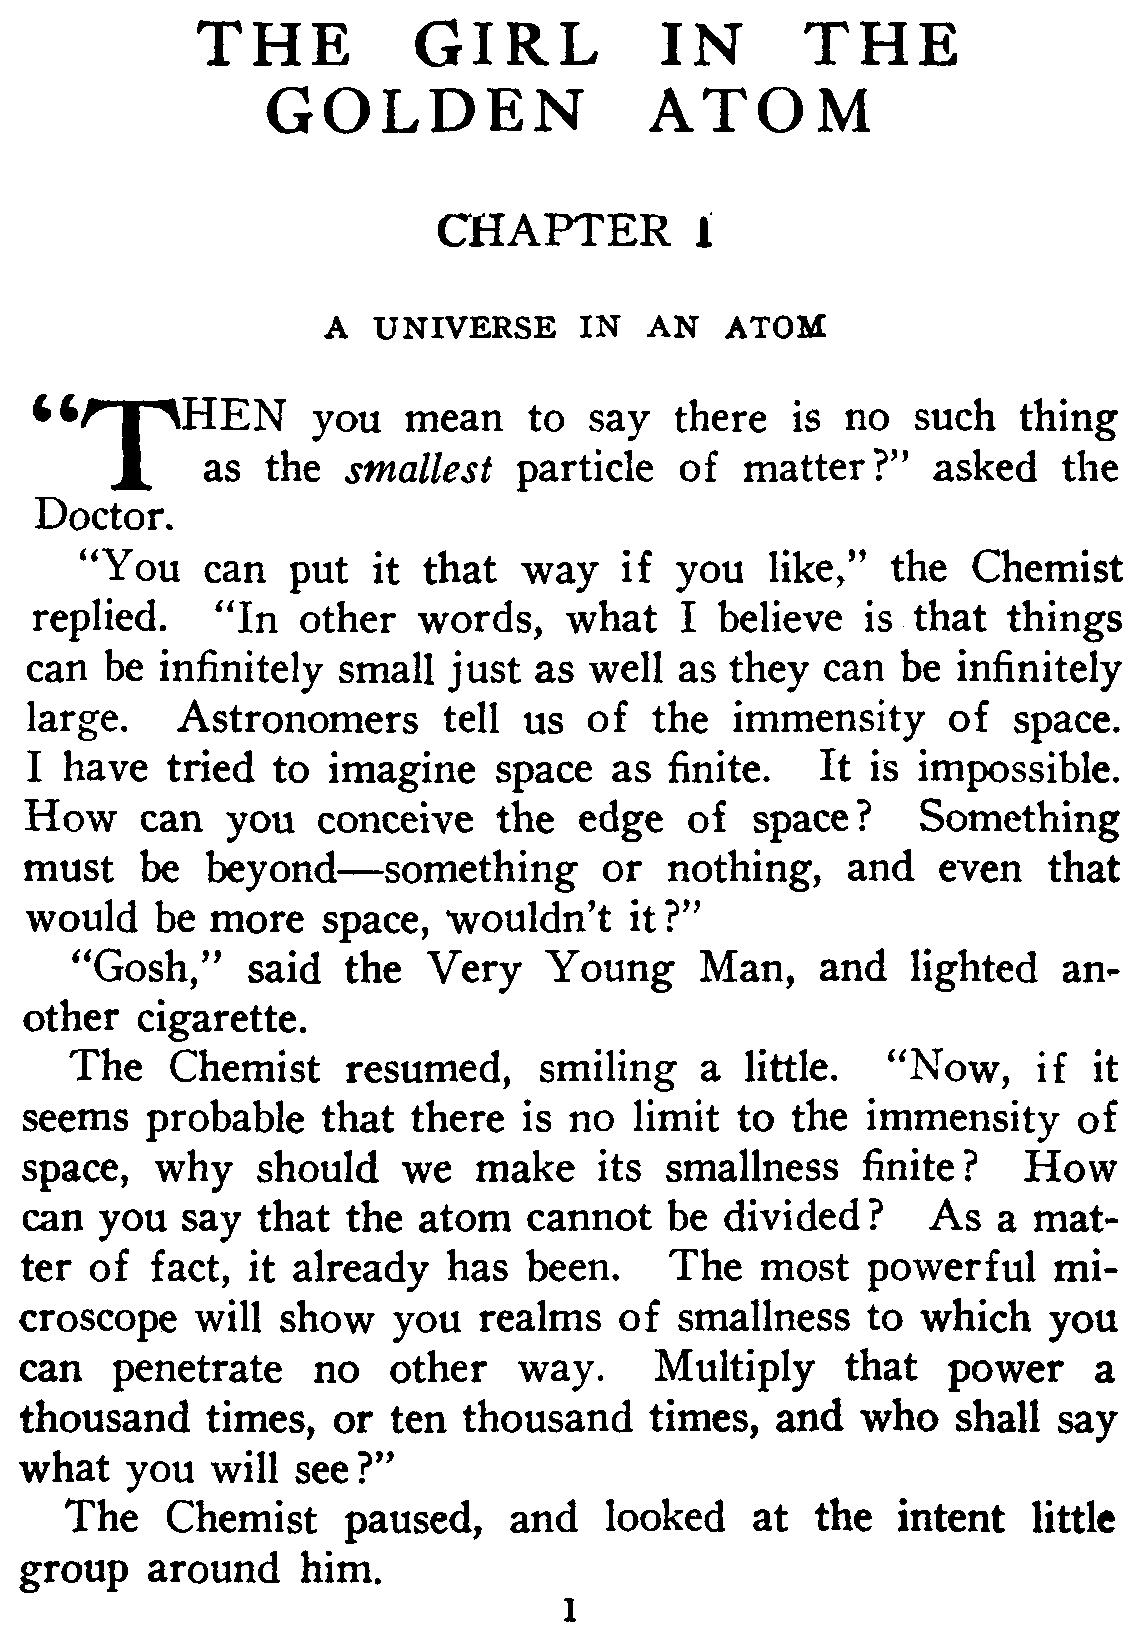 THE GIRL IN THE
GOLDEN ATOM
CHAPTER I
A UNIVERSE IN AN ATOM
“THEN you mean to say there is no such thing
as the smallest particle of matter?” asked the
Doctor.
“You can put it that way if you like,” the Chemist
replied. “In other words, what I believe is that things
can be infinitely small just as well as they can be infinitely
large. Astronomers tell us of the immensity of space.
I have tried to imagine space as finite. It is impossible.
How can you conceive the edge of space? Something
must be beyond—something or nothing, and even that
would be more space, wouldn’t it?”
“Gosh,” said the Very Young Man, and lighted an-
other cigarette.
The Chemist resumed, smiling a little. “Now, if it
seems probable that there is no limit to the immensity of
space, why should we make its smallness finite? How
can you say that the atom cannot be divided? As a mat-
ter of fact, it already has been. The most powerful mi-
croscope will show you realms of smallness to which you
can penetrate no other way. Multiply that power a
thousand times, or ten thousand times, and who shall say
what you will see?”
The Chemist paused, and looked at the intent little
group around him.
1